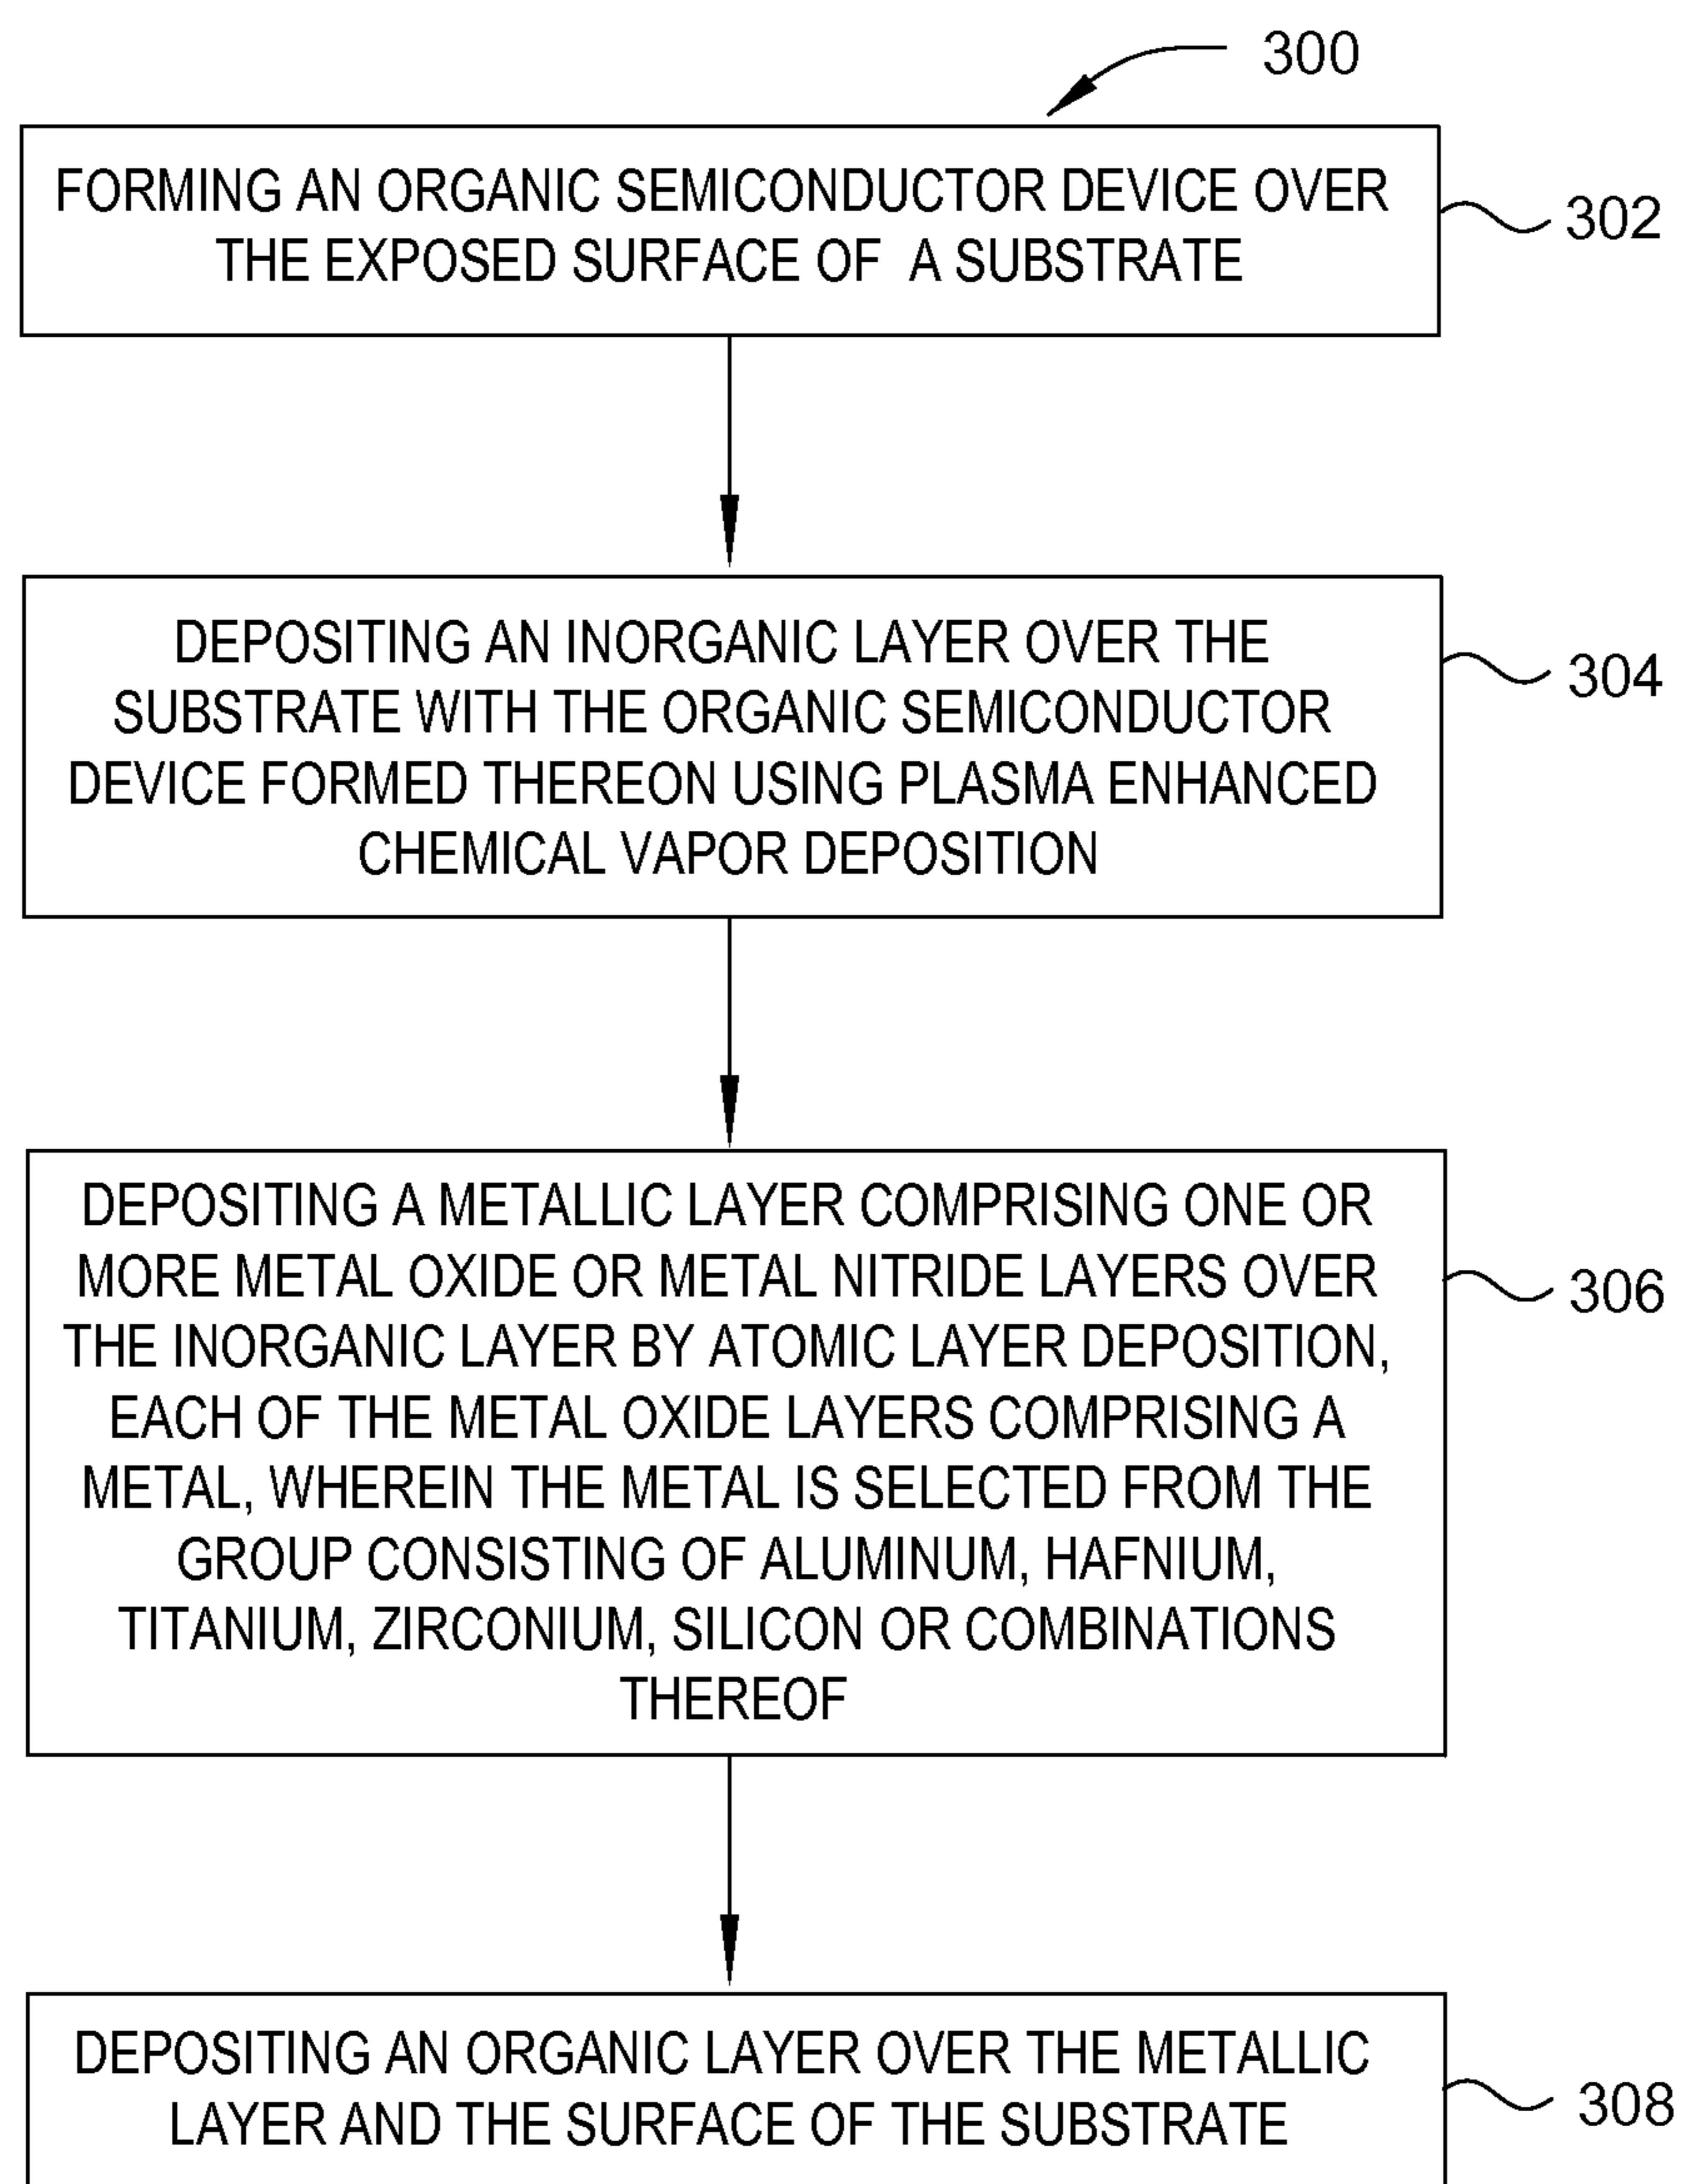 300
FORMING AN ORGANIC SEMICONDUCTOR DEVICE OVER
THE EXPOSED SURFACE OF A SUBSTRATE
302
DEPOSITING AN INORGANIC LAYER OVER THE
SUBSTRATE WITH THE ORGANIC SEMICONDUCTOR
DEVICE FORMED THEREON USING PLASMA ENHANCED
CHEMICAL VAPOR DEPOSITION
304
DEPOSITING A METALLIC LAYER COMPRISING ONE OR
MORE METAL OXIDE OR METAL NITRIDE LAYERS OVER
THE INORGANIC LAYER BY ATOMIC LAYER DEPOSITION,
EACH OF THE METAL OXIDE LAYERS COMPRISING A
METAL, WHEREIN THE METAL IS SELECTED FROM THE
GROUP CONSISTING OF ALUMINUM, HAFNIUM,
TITANIUM, ZIRCONIUM, SILICON OR COMBINATIONS
THEREOF
306
DEPOSITING AN ORGANIC LAYER OVER THE METALLIC
LAYER AND THE SURFACE OF THE SUBSTRATE
308